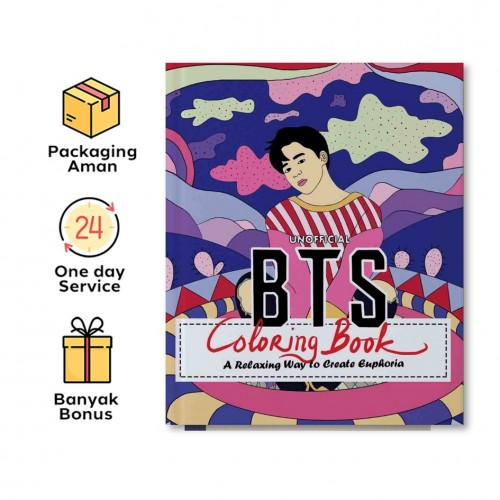 Packaging
Aman
24
One day
Service
Banyak
Bonus
UNOFFICIAL
BTS
Coloring Book
A Relaxing Way to Create Euphoria